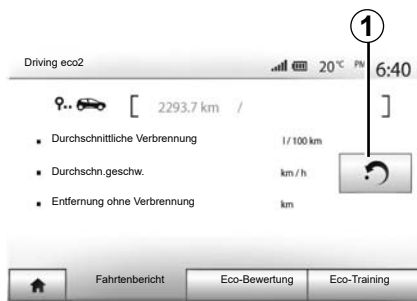 1
Driving eco2 20°C PM 6:40
[ 2293.7 km / ]
Durchschnittliche Verbrennung l/100 km
Durchschn.geschw. km/h
Entfernung ohne Verbrennung km
Fahrtenbericht Eco-Bewertung Eco-Training